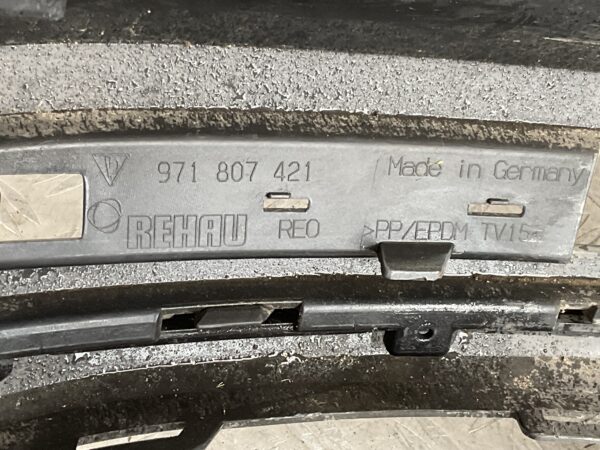 971 807 421
Made in Germany
REHAU
REO
>PP/EPDM TV15<